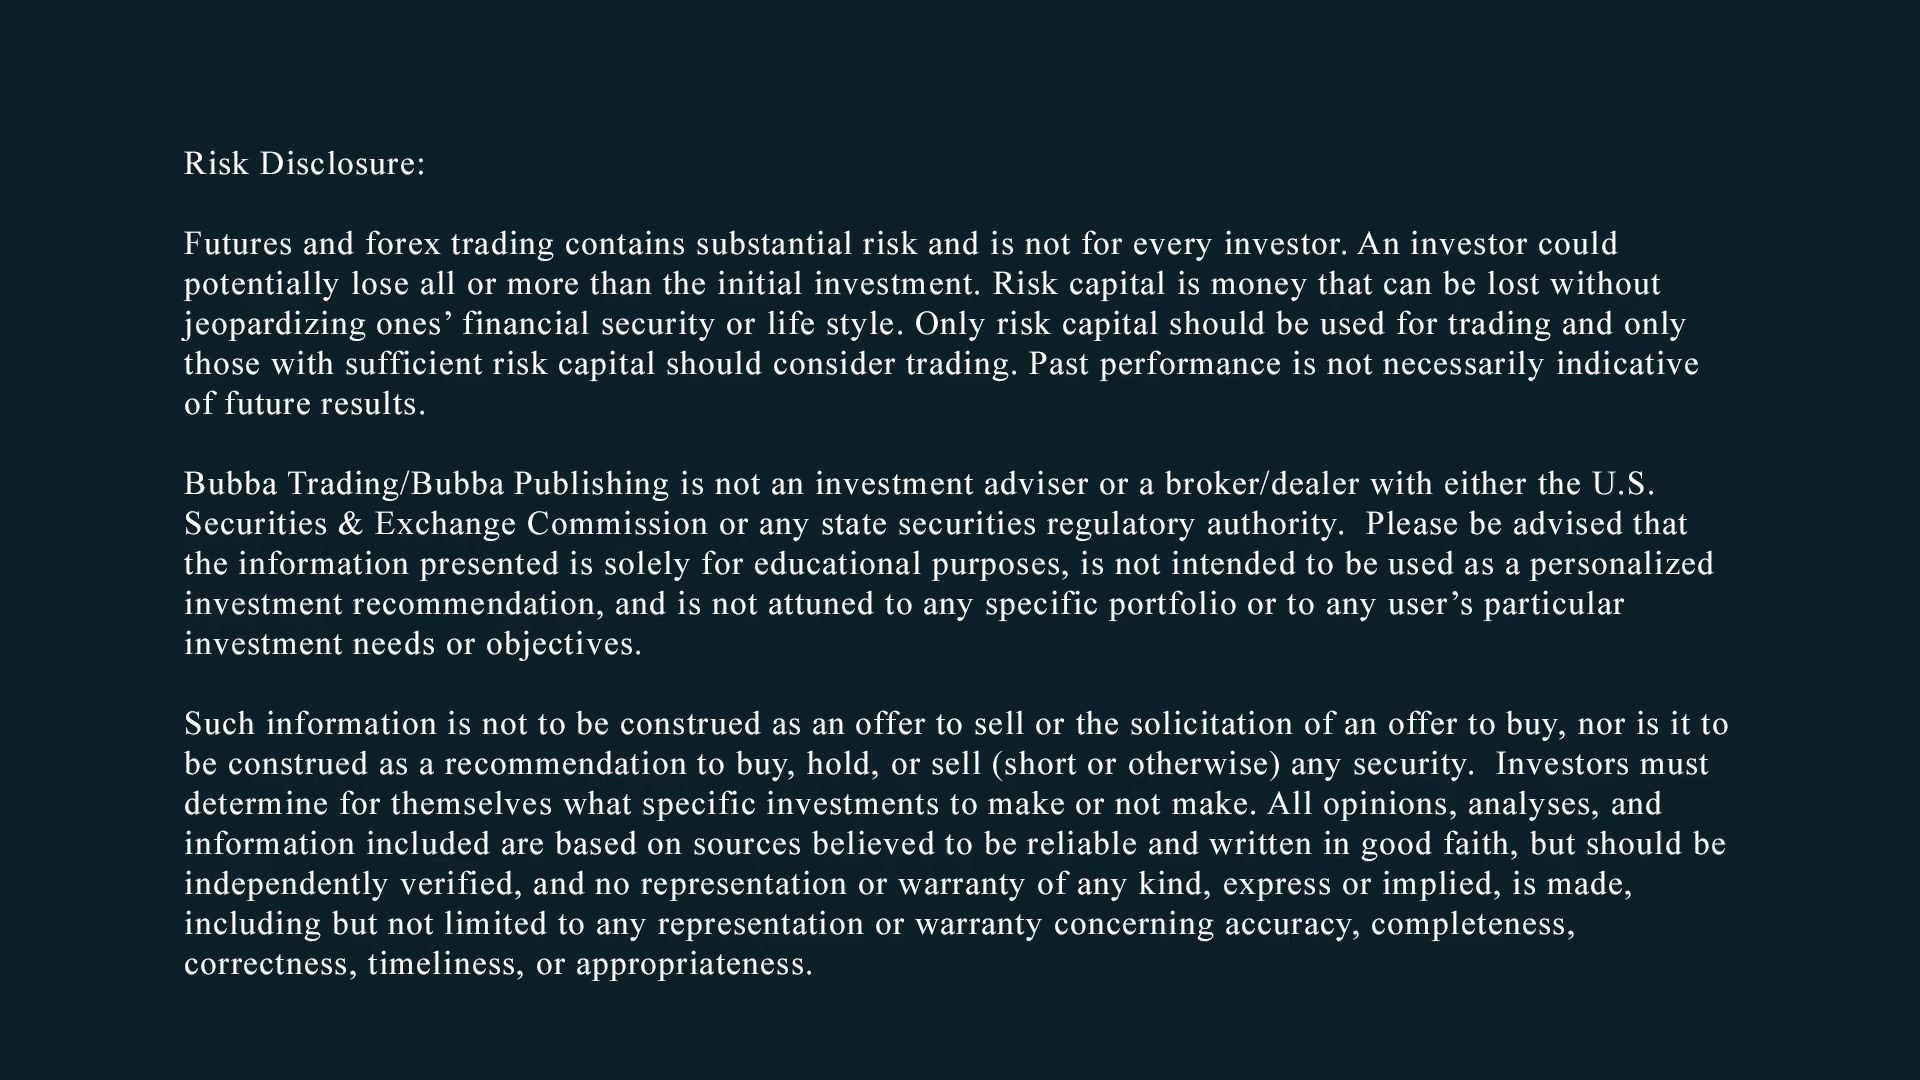 Risk Disclosure:
Futures and forex trading contains substantial risk and is not for every investor. An investor could
potentially lose all or more than the initial investment. Risk capital is money that can be lost without
jeopardizing ones’ financial security or life style. Only risk capital should be used for trading and only
those with sufficient risk capital should consider trading. Past performance is not necessarily indicative
of future results.
Bubba Trading/Bubba Publishing is not an investment adviser or a broker/dealer with either the U.S.
Securities & Exchange Commission or any state securities regulatory authority.  Please be advised that
the information presented is solely for educational purposes, is not intended to be used as a personalized
investment recommendation, and is not attuned to any specific portfolio or to any user’s particular
investment needs or objectives.
Such information is not to be construed as an offer to sell or the solicitation of an offer to buy, nor is it to
be construed as a recommendation to buy, hold, or sell (short or otherwise) any security.  Investors must
determine for themselves what specific investments to make or not make. All opinions, analyses, and
information included are based on sources believed to be reliable and written in good faith, but should be
independently verified, and no representation or warranty of any kind, express or implied, is made,
including but not limited to any representation or warranty concerning accuracy, completeness,
correctness, timeliness, or appropriateness.